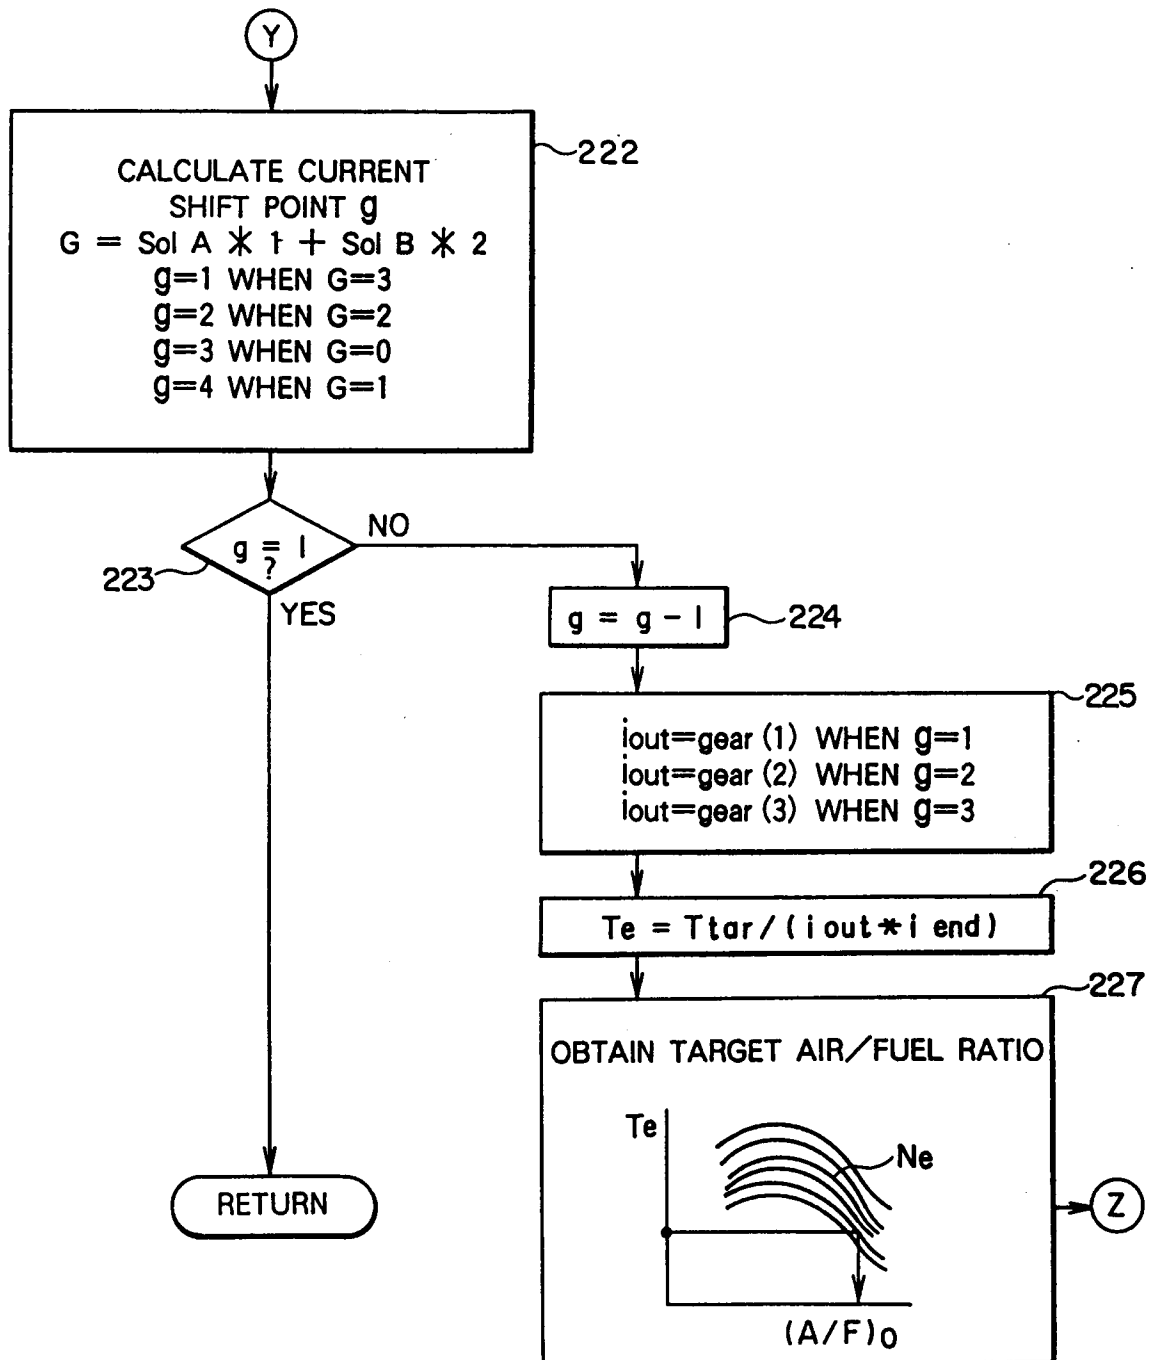 Y
222
CALCULATE CURRENT
SHIFT POINT g
G = Sol A * 1 + Sol B * 2
g=1 WHEN G=3
g=2 WHEN G=2
g=3 WHEN G=0
g=4 WHEN G=1
g = 1
?
223
NO
YES
g = g - 1
224
225
iout=gear (1) WHEN g=1
iout=gear (2) WHEN g=2
iout=gear (3) WHEN g=3
226
Te = Ttar/(iout*i end)
227
OBTAIN TARGET AIR/FUEL RATIO
Te
Ne
(A/F)o
RETURN
Z